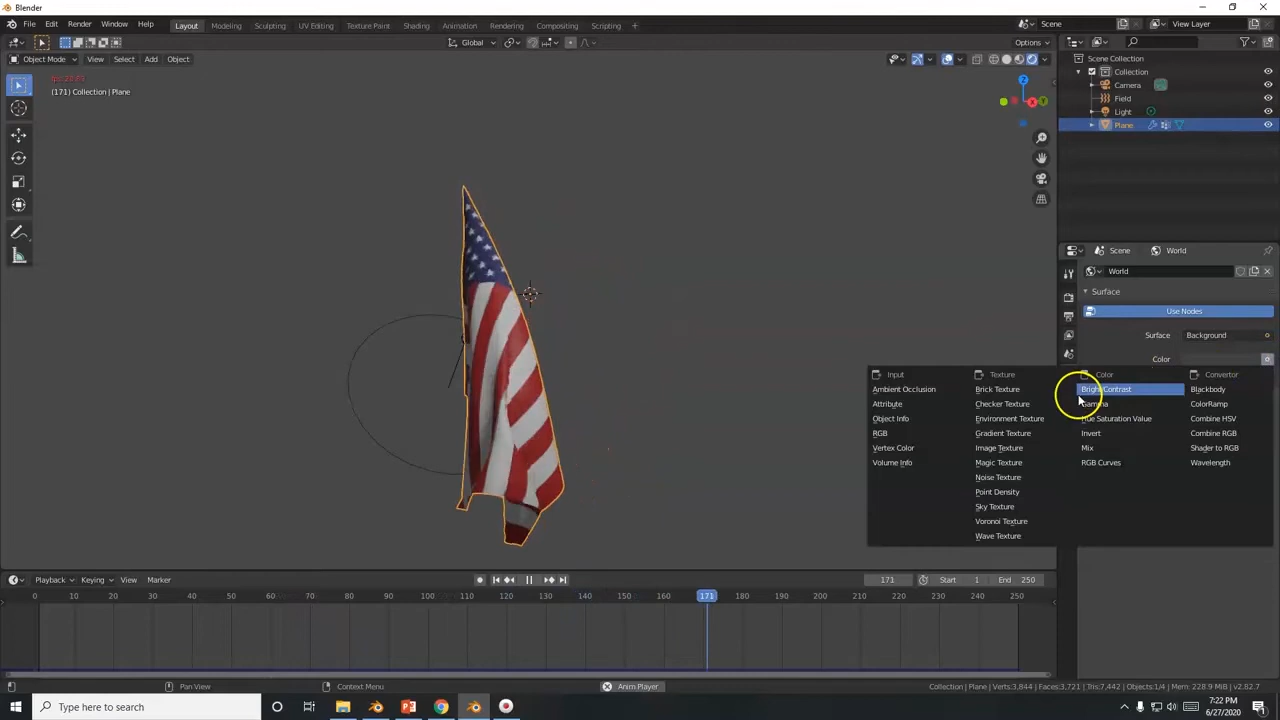 Blender
File Edit Render Window Help Layout Modeling Sculpting UV Editing Texture Paint Shading Animation Rendering Compositing Scripting + Scene View Layer
Global Options
Object Mode View Select Add Object
(171) Collection | Plane
Z
X
Y
Scene Collection
Collection
Camera
Field
Light
Plane
Scene World
World
Surface
Use Nodes
Surface Background
Color
Input Texture Color Convertor
Ambient Occlusion Brick Texture Bright/Contrast Blackbody
Attribute Checker Texture Gamma ColorRamp
Object Info Environment Texture Hue Saturation Value Combine HSV
RGB Gradient Texture Invert Combine RGB
Vertex Color Image Texture Mix Shader to RGB
Volume Info Magic Texture RGB Curves Wavelength
Noise Texture
Point Density
Sky Texture
Voronoi Texture
Wave Texture
Playback Keying View Marker 171 Start 1 End 250
0 10 20 30 40 50 60 70 80 90 100 110 120 130 140 150 160 171 180 190 200 210 220 230 240 250
Pan View Context Menu Anim Player Collection | Plane | Verts:3,844 | Faces:3,721 | Tris:7,442 | Objects:1/4 | Mem: 228.9 MiB | v2.82.7
Type here to search
7:22 PM
6/27/2020